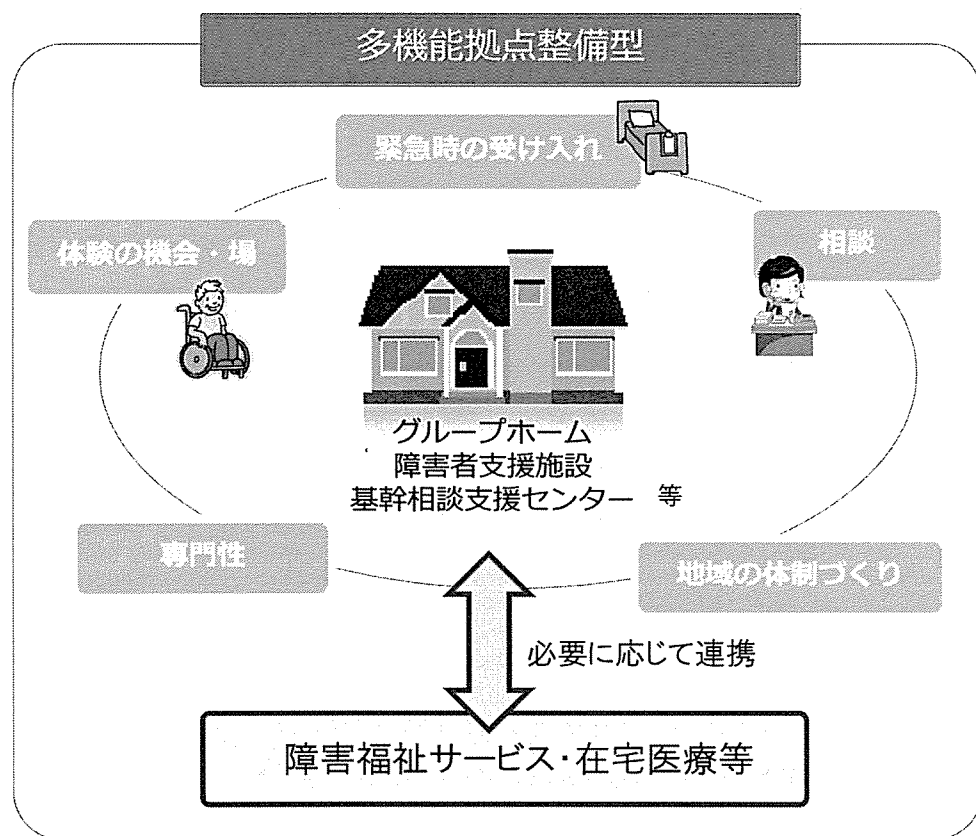 多機能拠点整備型
緊急時の受け入れ
体験の機会・場
相談
グループホーム
障害者支援施設
基幹相談支援センター 等
専門性
地域の体制づくり
必要に応じて連携
障害福祉サービス・在宅医療等